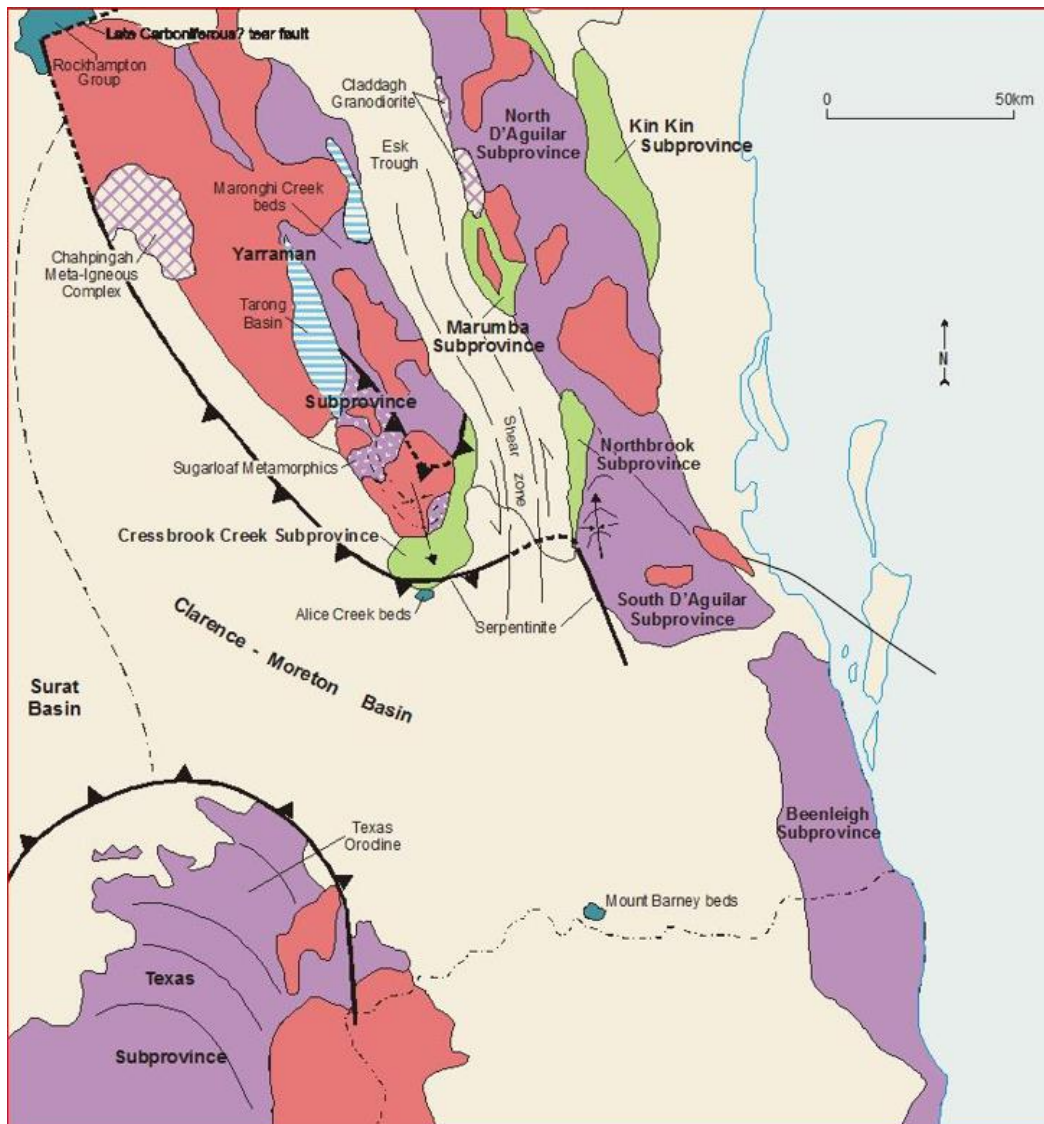 Late Carboniferous? tear fault
Rockhampton
Group
Claddagh
Granodiorite
0
50km
North
D'Aguilar
Subprovince
Kin Kin
Subprovince
Esk
Trough
Maronghi Creek
beds
Chahpingah
Meta-Igneous
Complex
Yarraman
Tarong
Basin
Marumba
Subprovince
N
Subprovince
Shear
zone
Northbrook
Subprovince
Sugarloaf Metamorphics
Cressbrook Creek Subprovince
Alice Creek beds
Serpentinite
South D'Aguilar
Subprovince
Clarence - Moreton Basin
Surat
Basin
Beenleigh
Subprovince
Texas
Orodine
Mount Barney beds
Texas
Subprovince